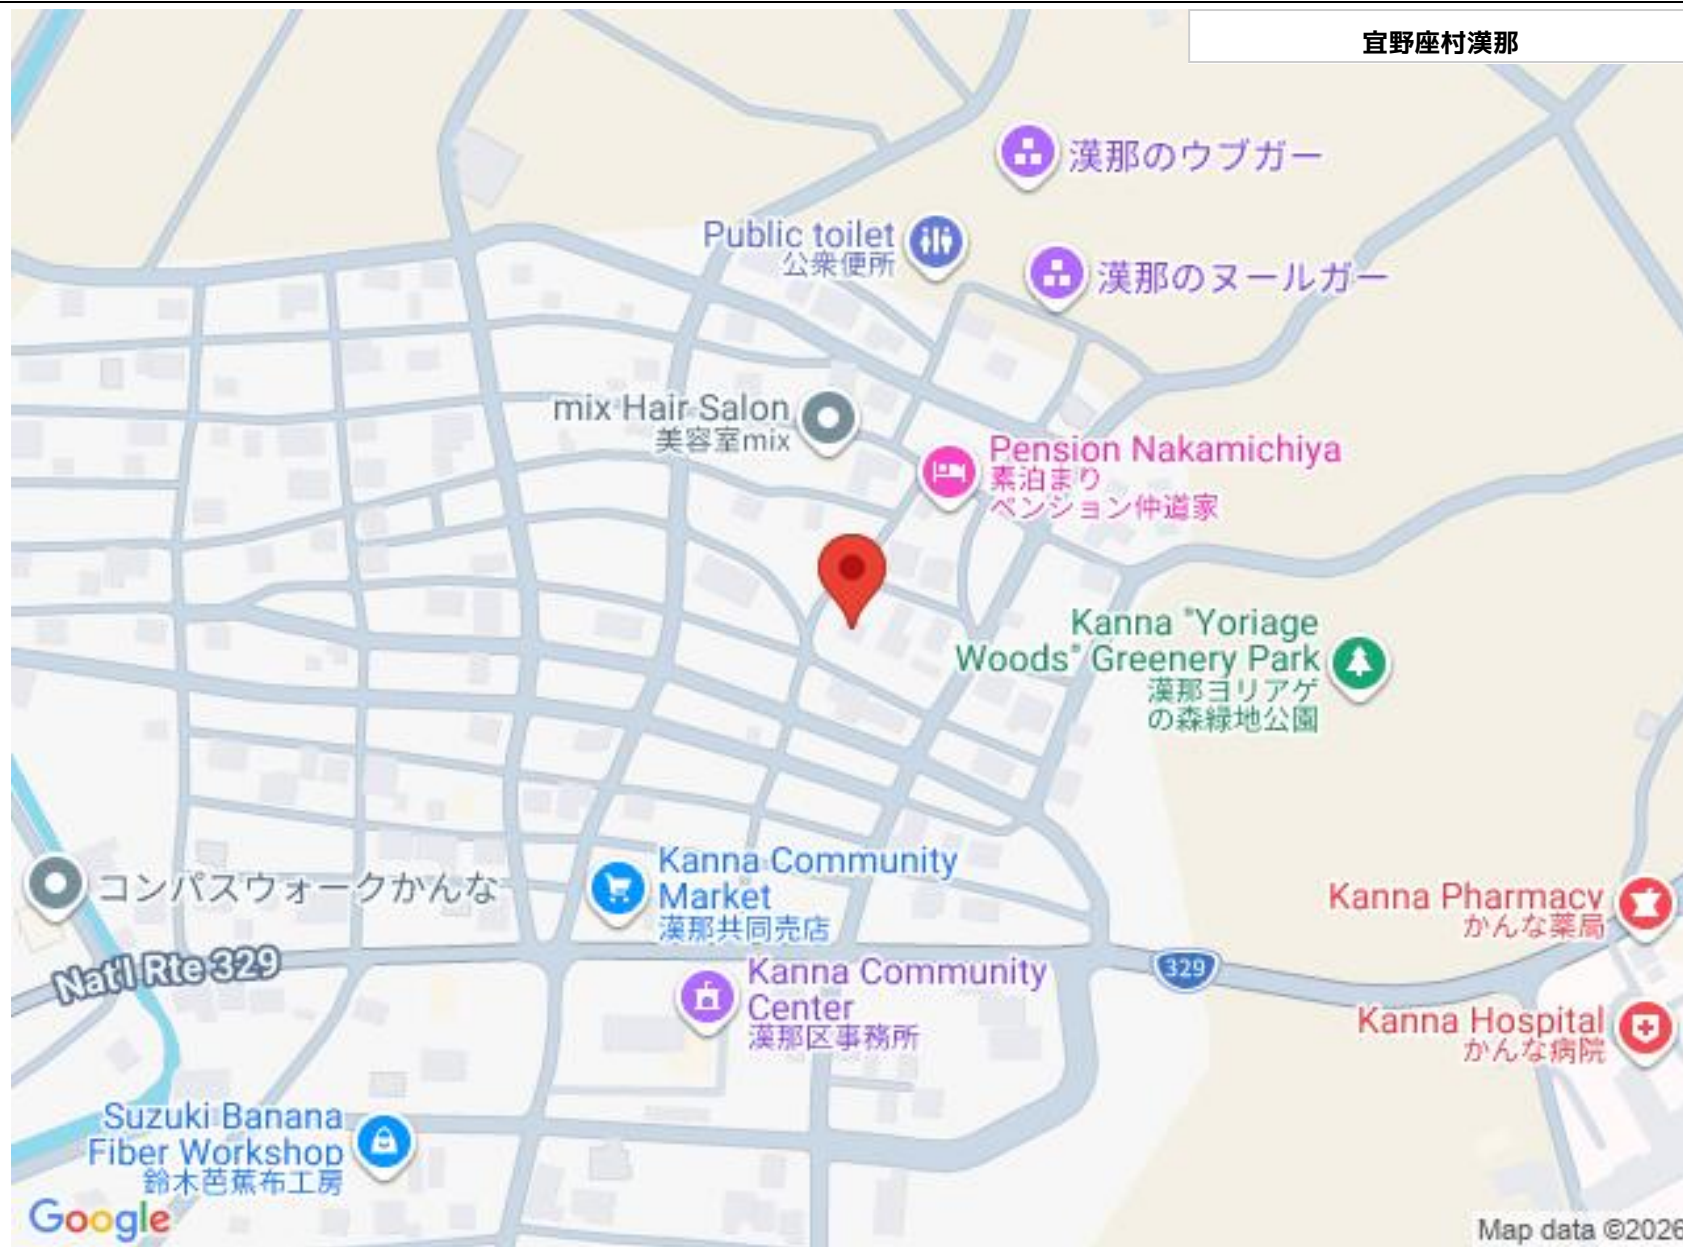 宜野座村漢那
漢那のウブガー
Public toilet
公衆便所
漢那のヌールガー
mix Hair Salon
美容室mix
Pension Nakamichiya
素泊まり
ペンション仲道家
Kanna "Yoriage
Woods" Greenery Park
漢那ヨリアゲ
の森緑地公園
Kanna Community
Market
漢那共同売店
コンパスウォークかんな
Kanna Pharmacy
かんな薬局
Nat'l Rte 329
329
Kanna Community
Center
漢那区事務所
Kanna Hospital
かんな病院
Suzuki Banana
Fiber Workshop
鈴木芭蕉布工房
Google
Map data ©2026